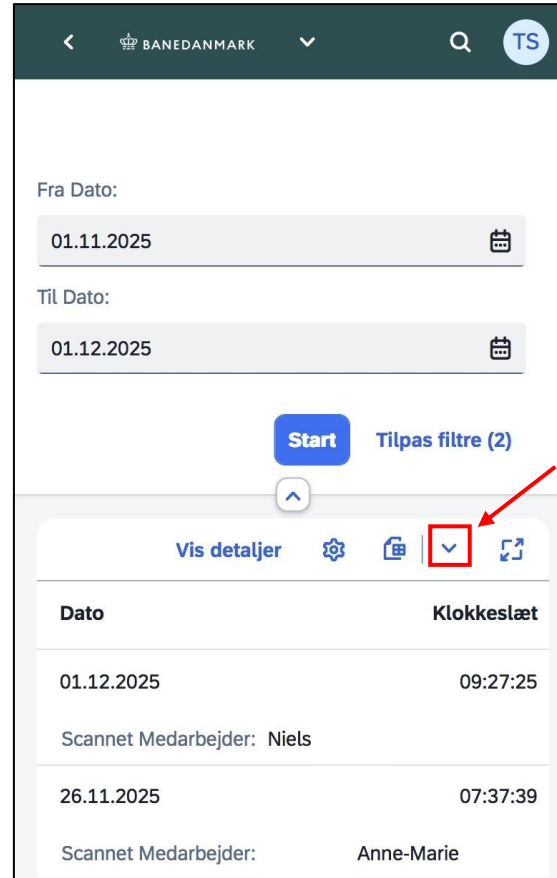 BANEDANMARK
TS
Fra Dato:
01.11.2025
Til Dato:
01.12.2025
Start Tilpas filtre (2)
Vis detaljer
Dato Klokkeslæt
01.12.2025 09:27:25
Scannet Medarbejder: Niels
26.11.2025 07:37:39
Scannet Medarbejder: Anne-Marie